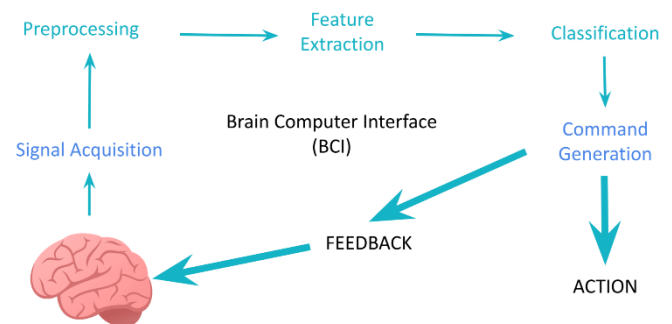 Preprocessing
Feature
Extraction
Classification
Brain Computer Interface
(BCI)
Signal Acquisition
Command
Generation
FEEDBACK
ACTION